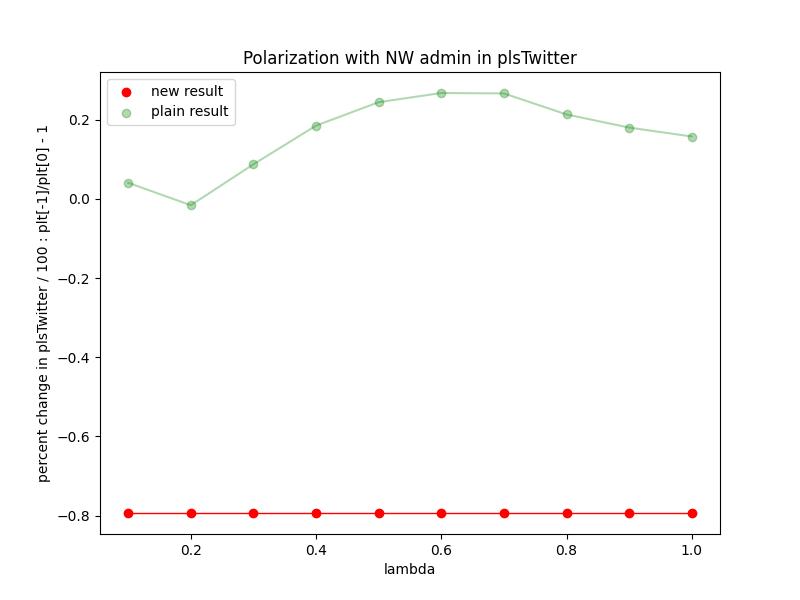 Polarization with NW admin in plsTwitter
new result
plain result
percent change in plsTwitter / 100 : plt[-1]/plt[0] - 1
0.2
0.0
−0.2
−0.4
−0.6
−0.8
0.2 0.4 0.6 0.8 1.0
lambda